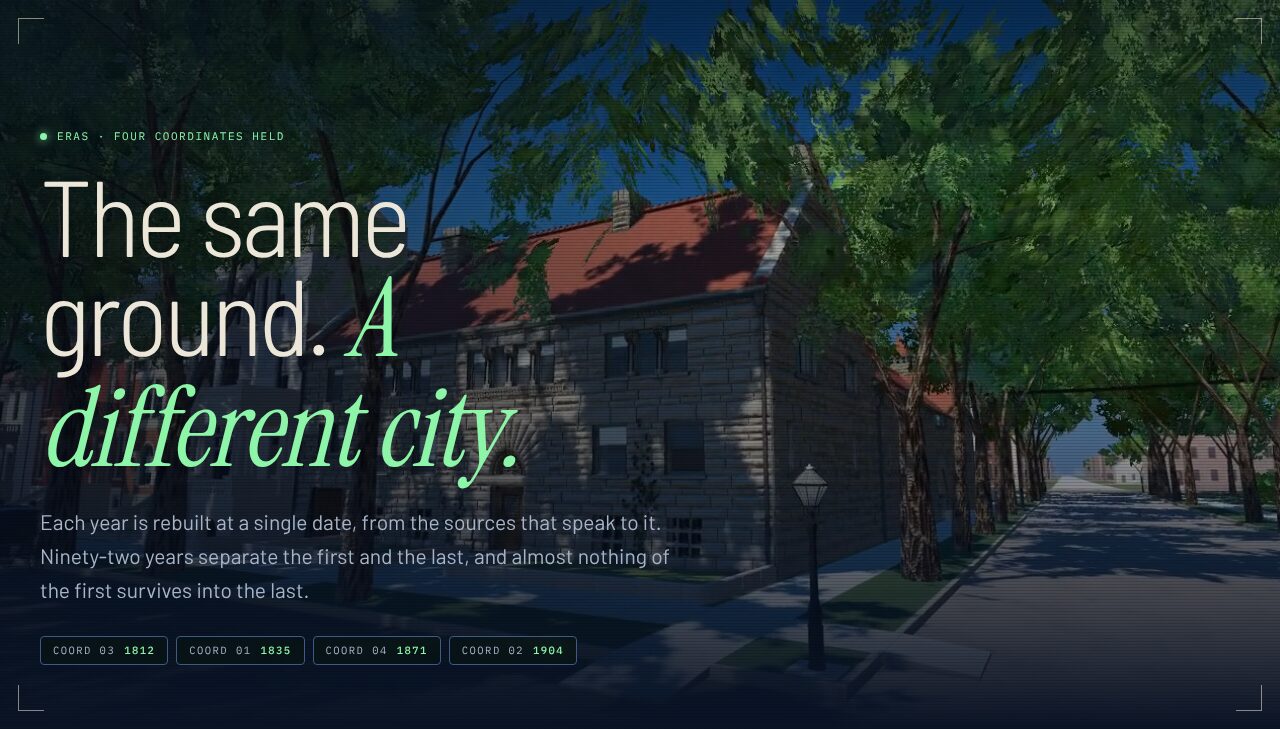 ERAS · FOUR COORDINATES HELD
The same
ground. A
different city.
Each year is rebuilt at a single date, from the sources that speak to it.
Ninety-two years separate the first and the last, and almost nothing of
the first survives into the last.
COORD 03 1812 COORD 01 1835 COORD 04 1871 COORD 02 1904